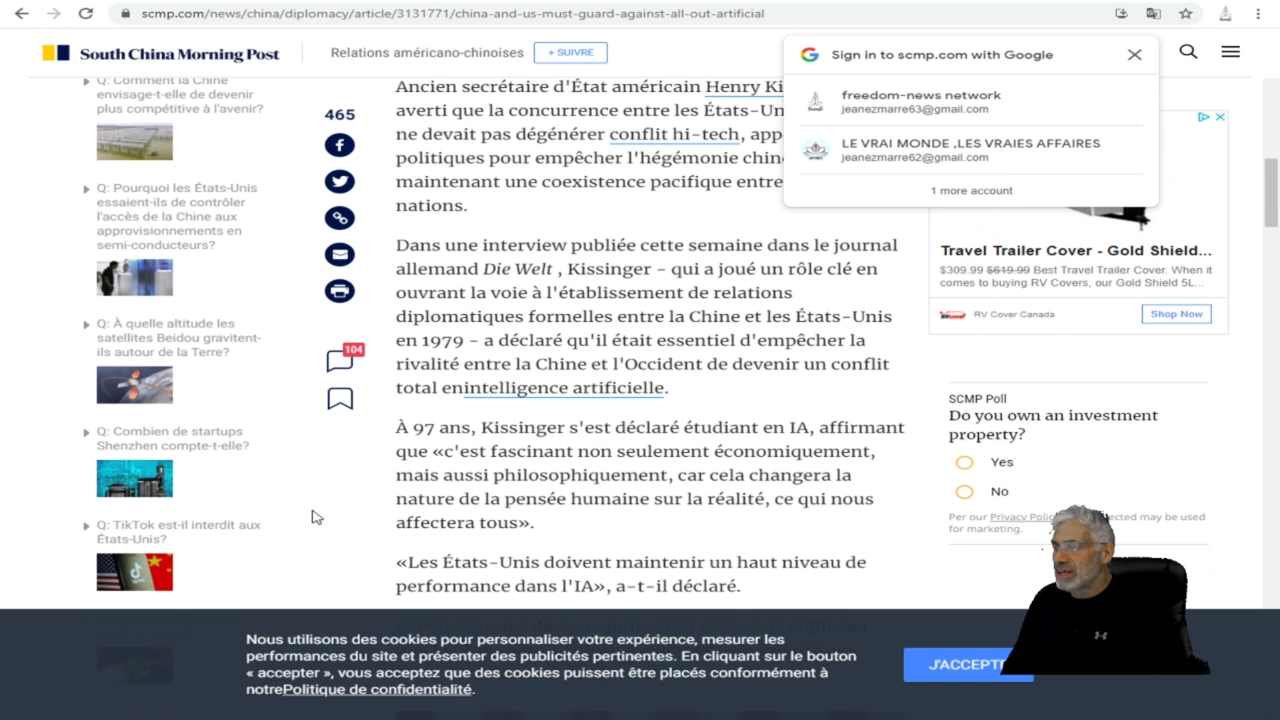 scmp.com/news/china/diplomacy/article/3131771/china-and-us-must-guard-against-all-out-artificial
South China Morning Post
Relations américano-chinoises
+ SUIVRE
Q: Comment la Chine
envisage-t-elle de devenir
plus compétitive à l'avenir?
Q: Pourquoi les États-Unis
essaient-ils de contrôler
l'accès de la Chine aux
approvisionnements en
semi-conducteurs?
Q: À quelle altitude les
satellites Beidou gravitent-
ils autour de la Terre?
Q: Combien de startups
Shenzhen compte-t-elle?
Q: TikTok est-il interdit aux
États-Unis?
465
104
Ancien secrétaire d'État américain Henry
averti que la concurrence entre les
ne devait pas dégénérer conflit hi-tech,
politiques pour empêcher l'hégémonie
maintenant une coexistence pacifique entre
nations.
Dans une interview publiée cette semaine dans le journal
allemand Die Welt , Kissinger - qui a joué un rôle clé en
ouvrant la voie à l'établissement de relations
diplomatiques formelles entre la Chine et les États-Unis
en 1979 - a déclaré qu'il était essentiel d'empêcher la
rivalité entre la Chine et l'Occident de devenir un conflit
total enintelligence artificielle.
À 97 ans, Kissinger s'est déclaré étudiant en IA, affirmant
que «c'est fascinant non seulement économiquement,
mais aussi philosophiquement, car cela changera la
nature de la pensée humaine sur la réalité, ce qui nous
affectera tous».
«Les États-Unis doivent maintenir un haut niveau de
performance dans l'IA», a-t-il déclaré.
Sign in to scmp.com with Google
freedom-news network
jeanezmarre63@gmail.com
LE VRAI MONDE ,LES VRAIES AFFAIRES
jeanezmarre62@gmail.com
1 more account
Travel Trailer Cover - Gold Shield...
$309.99 $619.99 Best Travel Trailer Cover. When it
comes to buying RV Covers, our Gold Shield 5L...
RV Cover Canada
Shop Now
SCMP Poll
Do you own an investment
property?
Yes
No
Per our Privacy may be used
for marketing.
Nous utilisons des cookies pour personnaliser votre expérience, mesurer les
performances du site et présenter des publicités pertinentes. En cliquant sur le bouton
« accepter », vous acceptez que des cookies puissent être placés conformément à
notrePolitique de confidentialité.
J'ACCEPT